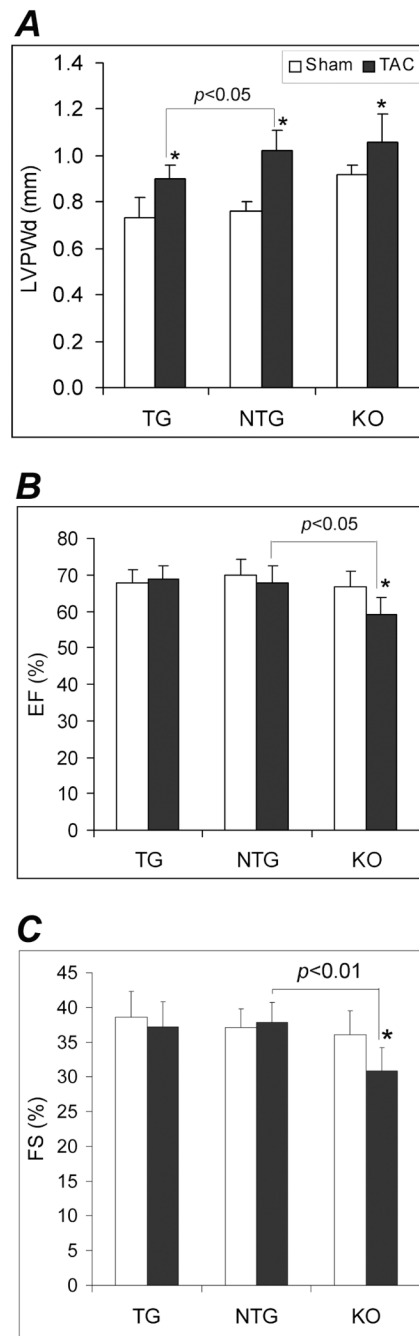 A
Sham TAC
1.4
1.2
1.0
0.8
0.6
0.4
0.2
0.0
LVPWd (mm)
p<0.05
*
*
*
TG NTG KO
B
80
70
60
50
40
30
20
10
0
EF (%)
p<0.05
*
TG NTG KO
C
45
40
35
30
25
20
15
10
5
0
FS (%)
p<0.01
*
TG NTG KO